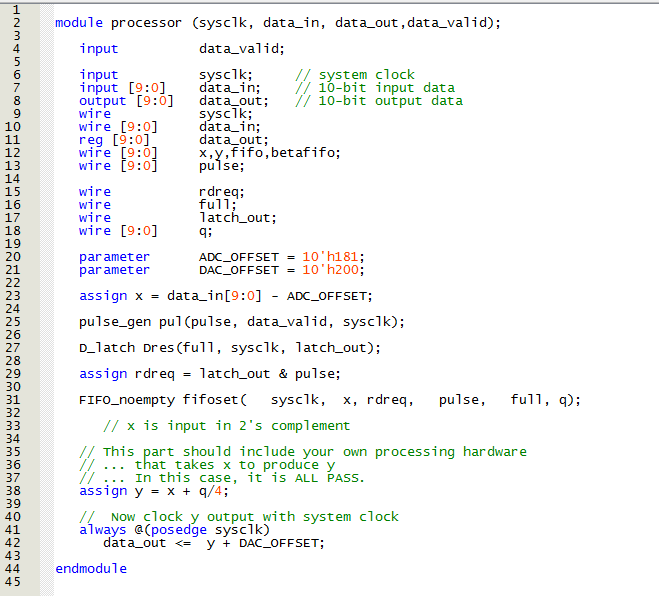 1
2 module processor (sysclk, data_in, data_out,data_valid);
3
4 input data_valid;
5
6 input sysclk; // system clock
7 input [9:0] data_in; // 10-bit input data
8 output [9:0] data_out; // 10-bit output data
9 wire sysclk;
10 wire [9:0] data_in;
11 reg [9:0] data_out;
12 wire [9:0] x,y,fifo,betafifo;
13 wire [9:0] pulse;
14
15 wire rdreq;
16 wire full;
17 wire latch_out;
18 wire [9:0] q;
19
20 parameter ADC_OFFSET = 10'h181;
21 parameter DAC_OFFSET = 10'h200;
22
23 assign x = data_in[9:0] - ADC_OFFSET;
24
25 pulse_gen pul(pulse, data_valid, sysclk);
26
27 D_latch Dres(full, sysclk, latch_out);
28
29 assign rdreq = latch_out & pulse;
30
31 FIFO_noempty fifoset( sysclk, x, rdreq, pulse, full, q);
32
33 // x is input in 2's complement
34
35 // This part should include your own processing hardware
36 // ... that takes x to produce y
37 // ... In this case, it is ALL PASS.
38 assign y = x + q/4;
39
40 // Now clock y output with system clock
41 always @(posedge sysclk)
42 data_out <= y + DAC_OFFSET;
43
44 endmodule
45